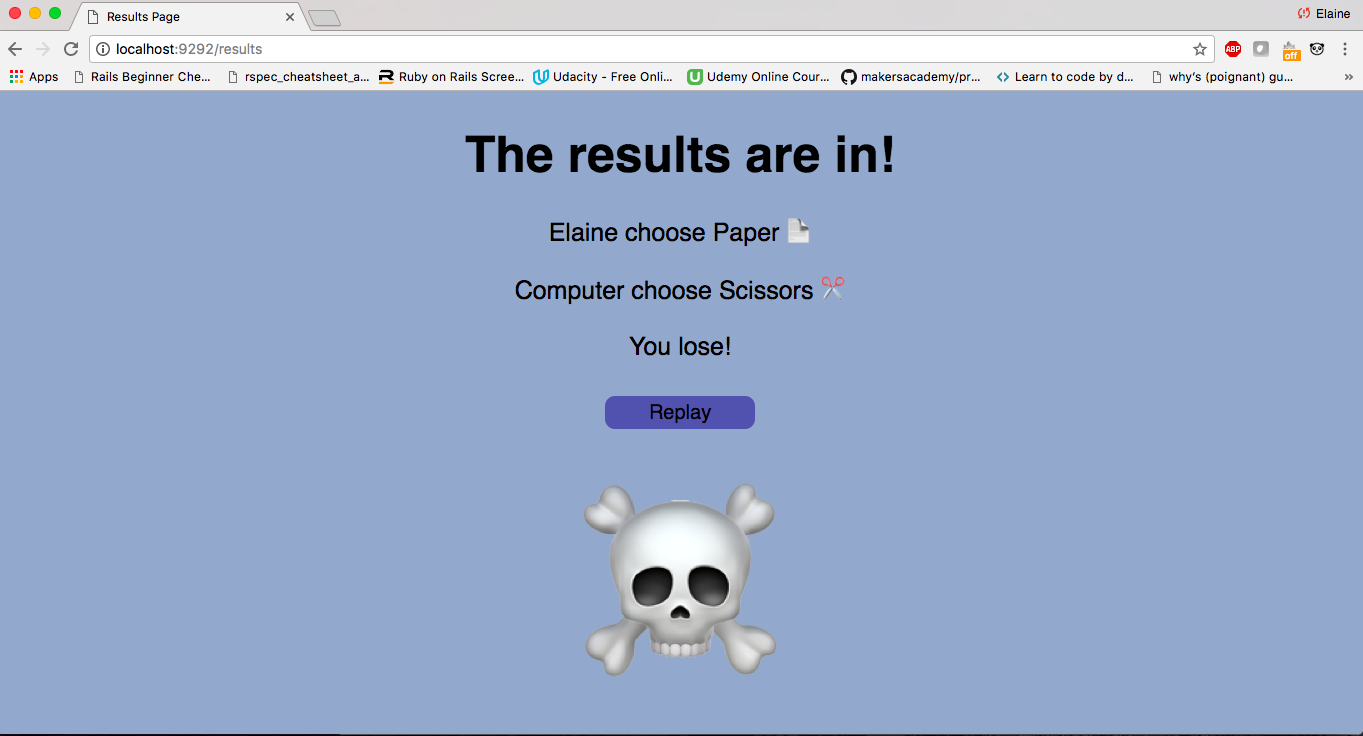 Results Page
Elaine
localhost:9292/results
ABP
off
Apps
Rails Beginner Che...
rspec_cheatsheet_a...
Ruby on Rails Scree...
Udacity - Free Onli...
Udemy Online Cour...
makersacademy/pr...
Learn to code by d...
why's (poignant) gu...
The results are in!
Elaine choose Paper
Computer choose Scissors
You lose!
Replay